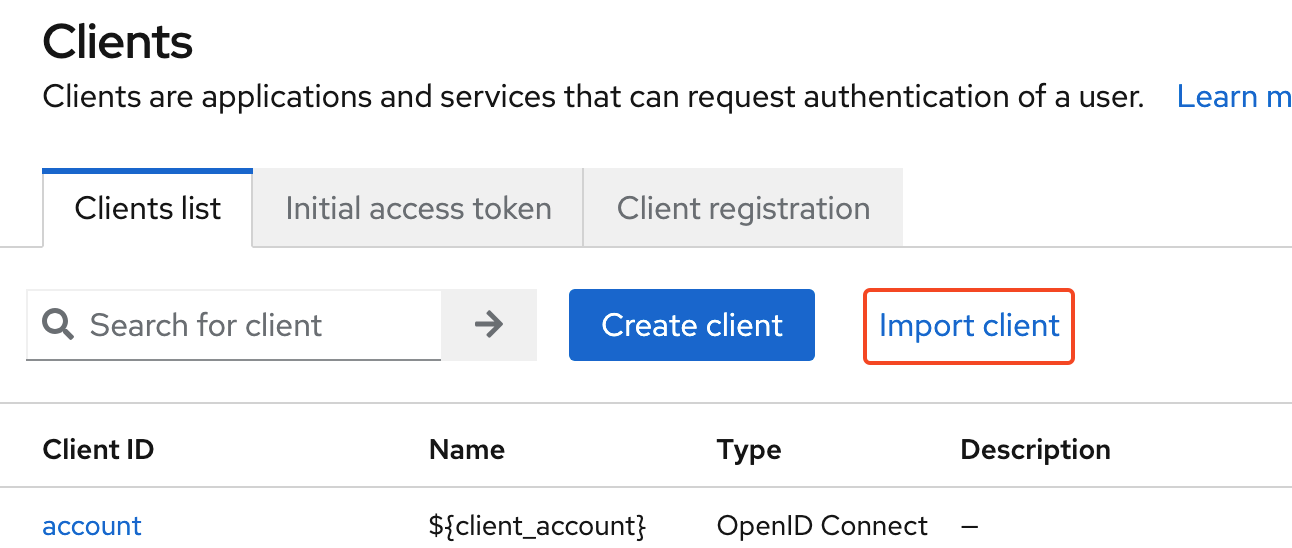 Clients
Clients are applications and services that can request authentication of a user. Learn m
Clients list Initial access token Client registration
Search for client Create client Import client
Client ID Name Type Description
account ${client_account} OpenID Connect –